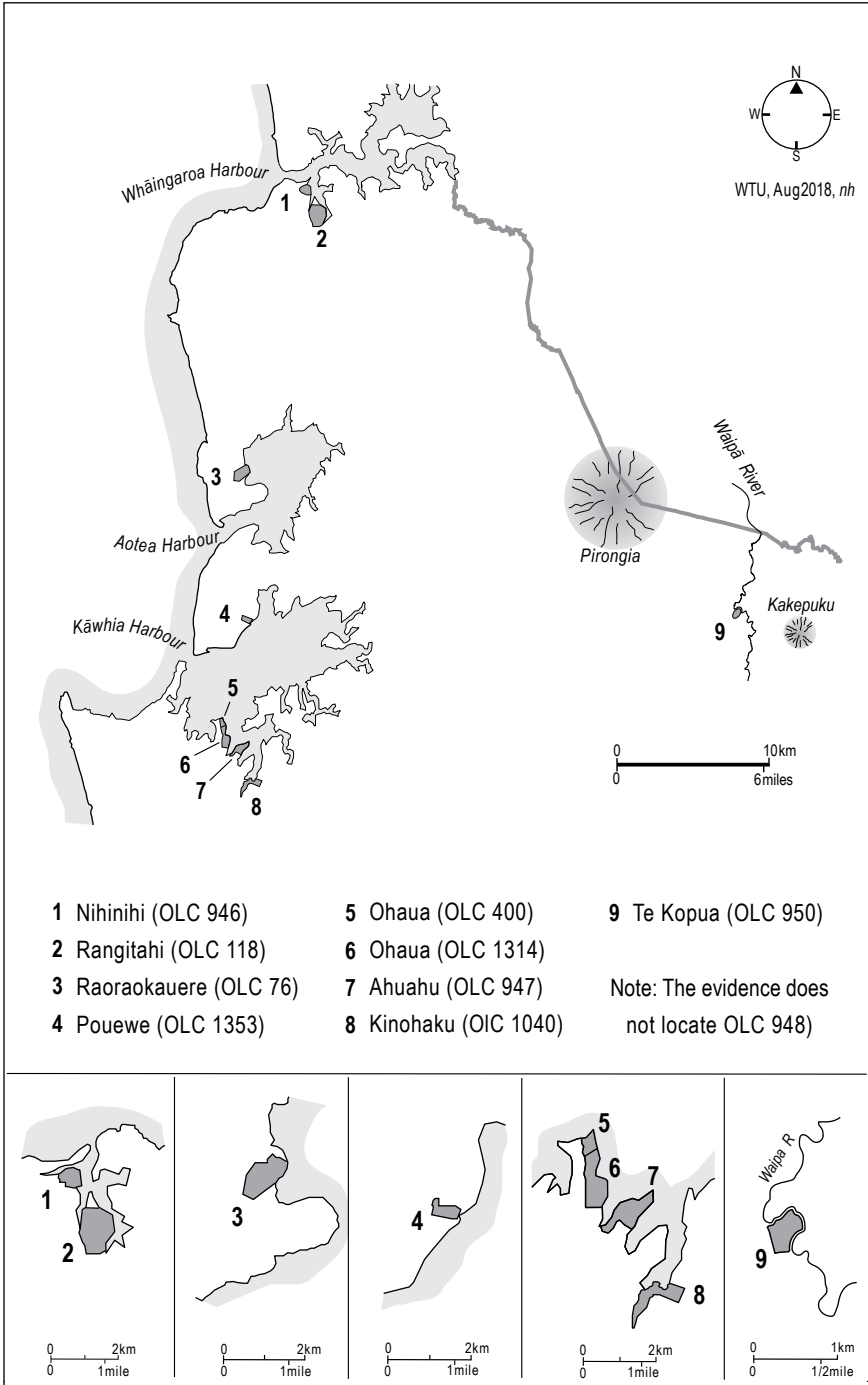 N
W
E
S
WTU, Aug2018, nh
Whāingaroa Harbour
1
2
3
Waipā River
Aotea Harbour
Pirongia
4
Kāwhia Harbour
Kakepuku
9
5
6
7
8
0 10km
0 6miles
1 Nihinihi (OLC 946)
2 Rangitahi (OLC 118)
3 Raoraokauere (OLC 76)
4 Pouewe (OLC 1353)
5 Ohaua (OLC 400)
6 Ohaua (OLC 1314)
7 Ahuahu (OLC 947)
8 Kinohaku (OIC 1040)
9 Te Kopua (OLC 950)
Note: The evidence does
not locate OLC 948)
1
2
0 2km
0 1mile
3
0 2km
0 1mile
4
0 2km
0 1mile
5
6
7
8
0 2km
0 1mile
Waipa R
9
0 1km
0 1/2mile